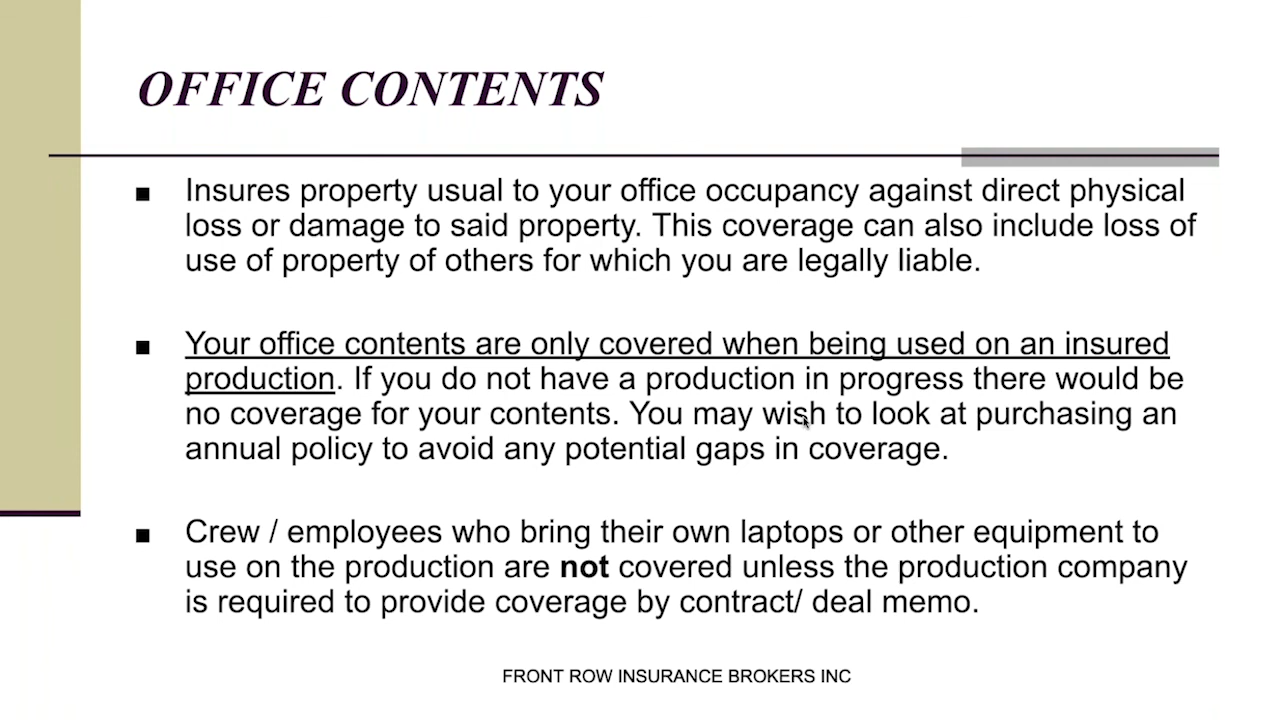 OFFICE CONTENTS
■ Insures property usual to your office occupancy against direct physical
loss or damage to said property. This coverage can also include loss of
use of property of others for which you are legally liable.
■ Your office contents are only covered when being used on an insured
production. If you do not have a production in progress there would be
no coverage for your contents. You may wish to look at purchasing an
annual policy to avoid any potential gaps in coverage.
■ Crew / employees who bring their own laptops or other equipment to
use on the production are not covered unless the production company
is required to provide coverage by contract/ deal memo.
FRONT ROW INSURANCE BROKERS INC